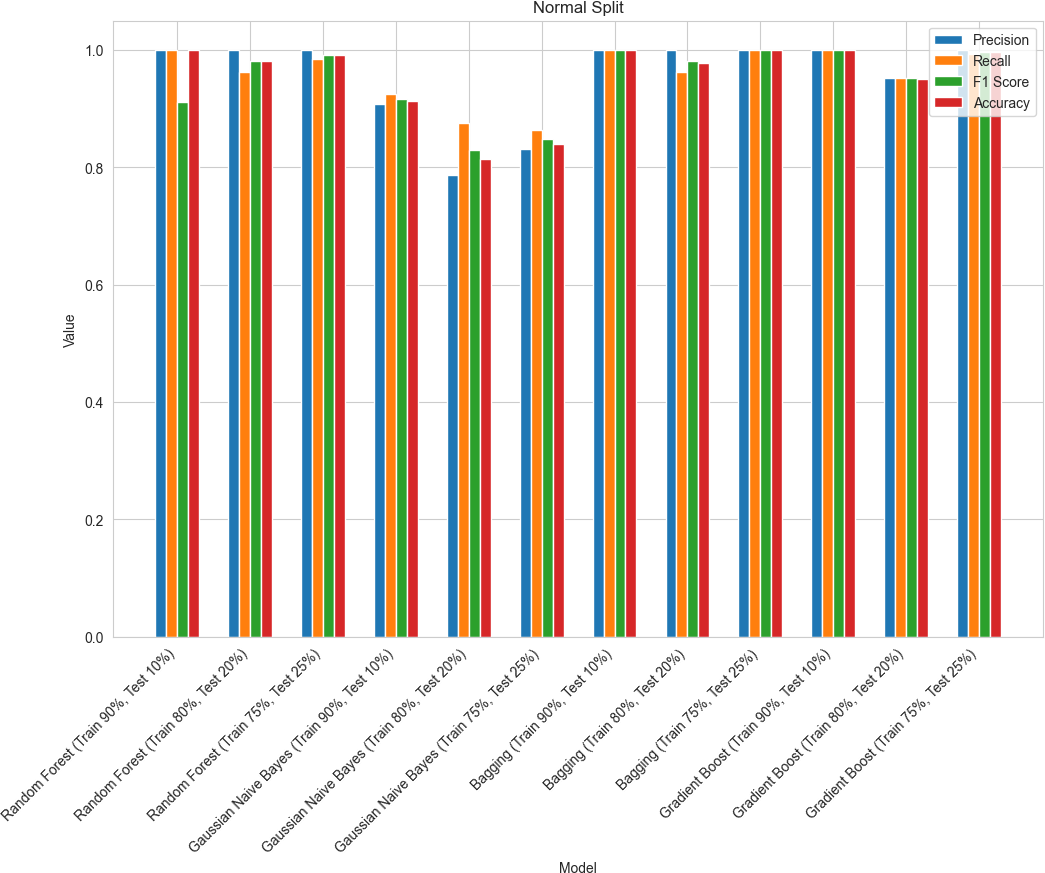 Normal Split
Precision
Recall
F1 Score
Accuracy
1.0
0.8
0.6
0.4
0.2
0.0
Value
Random Forest (Train 90%, Test 10%)
Random Forest (Train 80%, Test 20%)
Random Forest (Train 75%, Test 25%)
Gaussian Naive Bayes (Train 90%, Test 10%)
Gaussian Naive Bayes (Train 80%, Test 20%)
Gaussian Naive Bayes (Train 75%, Test 25%)
Bagging (Train 90%, Test 10%)
Bagging (Train 80%, Test 20%)
Bagging (Train 75%, Test 25%)
Gradient Boost (Train 90%, Test 10%)
Gradient Boost (Train 80%, Test 20%)
Gradient Boost (Train 75%, Test 25%)
Model